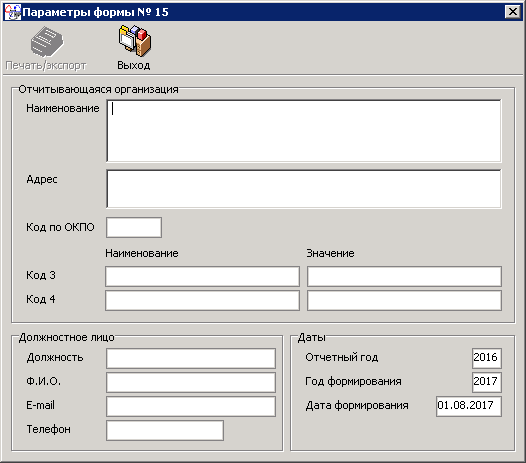 Параметры формы № 15
Печать/экспорт
Выход
Отчитывающаяся организация
Наименование
Адрес
Код по ОКПО
Наименование Значение
Код 3
Код 4
Должностное лицо
Должность
Ф.И.О.
E-mail
Телефон
Даты
Отчетный год 2016
Год формирования 2017
Дата формирования 01.08.2017